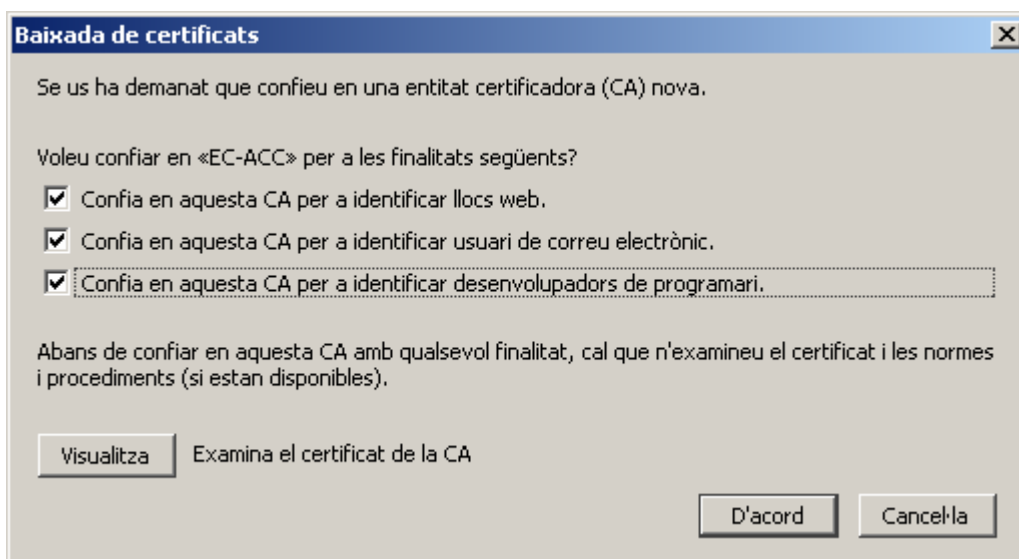 Baixada de certificats
Se us ha demanat que confieu en una entitat certificadora (CA) nova.
Voleu confiar en «EC-ACC» per a les finalitats següents?
Confia en aquesta CA per a identificar llocs web.
Confia en aquesta CA per a identificar usuari de correu electrònic.
Confia en aquesta CA per a identificar desenvolupadors de programari.
Abans de confiar en aquesta CA amb qualsevol finalitat, cal que n'examineu el certificat i les normes
i procediments (si estan disponibles).
Visualitza Examina el certificat de la CA
D'acord Cancel·la